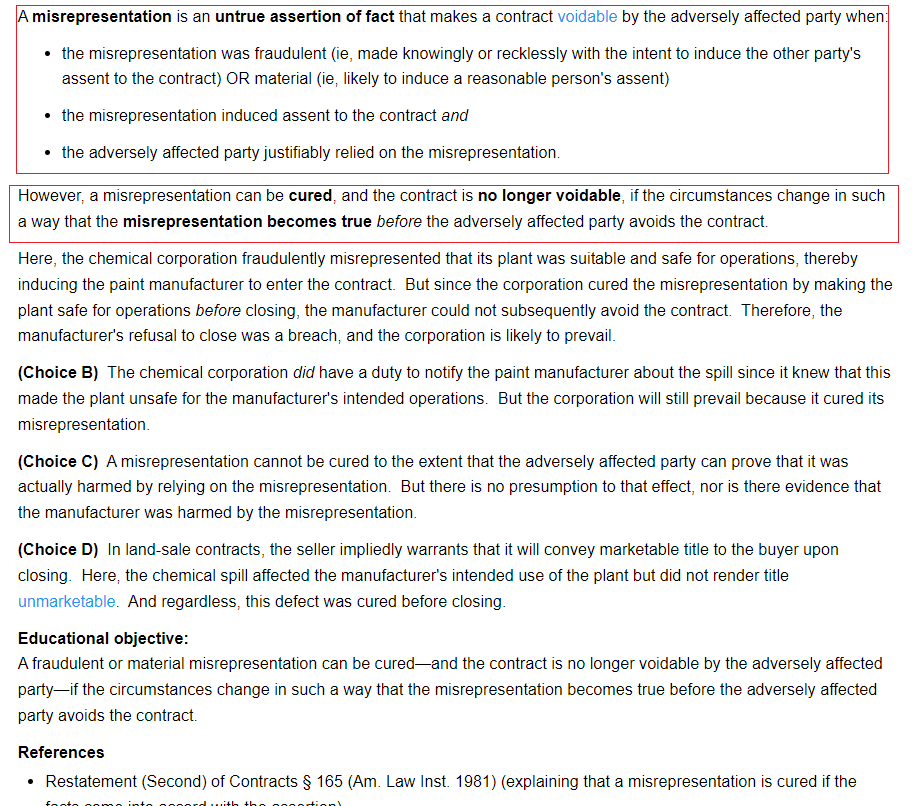 A misrepresentation is an untrue assertion of fact that makes a contract voidable by the adversely affected party when:
• the misrepresentation was fraudulent (ie, made knowingly or recklessly with the intent to induce the other party's
assent to the contract) OR material (ie, likely to induce a reasonable person's assent)
• the misrepresentation induced assent to the contract and
• the adversely affected party justifiably relied on the misrepresentation.
However, a misrepresentation can be cured, and the contract is no longer voidable, if the circumstances change in such
a way that the misrepresentation becomes true before the adversely affected party avoids the contract.
Here, the chemical corporation fraudulently misrepresented that its plant was suitable and safe for operations, thereby
inducing the paint manufacturer to enter the contract. But since the corporation cured the misrepresentation by making the
plant safe for operations before closing, the manufacturer could not subsequently avoid the contract. Therefore, the
manufacturer's refusal to close was a breach, and the corporation is likely to prevail.
(Choice B) The chemical corporation did have a duty to notify the paint manufacturer about the spill since it knew that this
made the plant unsafe for the manufacturer's intended operations. But the corporation will still prevail because it cured its
misrepresentation.
(Choice C) A misrepresentation cannot be cured to the extent that the adversely affected party can prove that it was
actually harmed by relying on the misrepresentation. But there is no presumption to that effect, nor is there evidence that
the manufacturer was harmed by the misrepresentation.
(Choice D) In land-sale contracts, the seller impliedly warrants that it will convey marketable title to the buyer upon
closing. Here, the chemical spill affected the manufacturer's intended use of the plant but did not render title
unmarketable. And regardless, this defect was cured before closing.
Educational objective:
A fraudulent or material misrepresentation can be cured—and the contract is no longer voidable by the adversely affected
party—if the circumstances change in such a way that the misrepresentation becomes true before the adversely affected
party avoids the contract.
References
• Restatement (Second) of Contracts § 165 (Am. Law Inst. 1981) (explaining that a misrepresentation is cured if the
facts come into accord with the assertion)